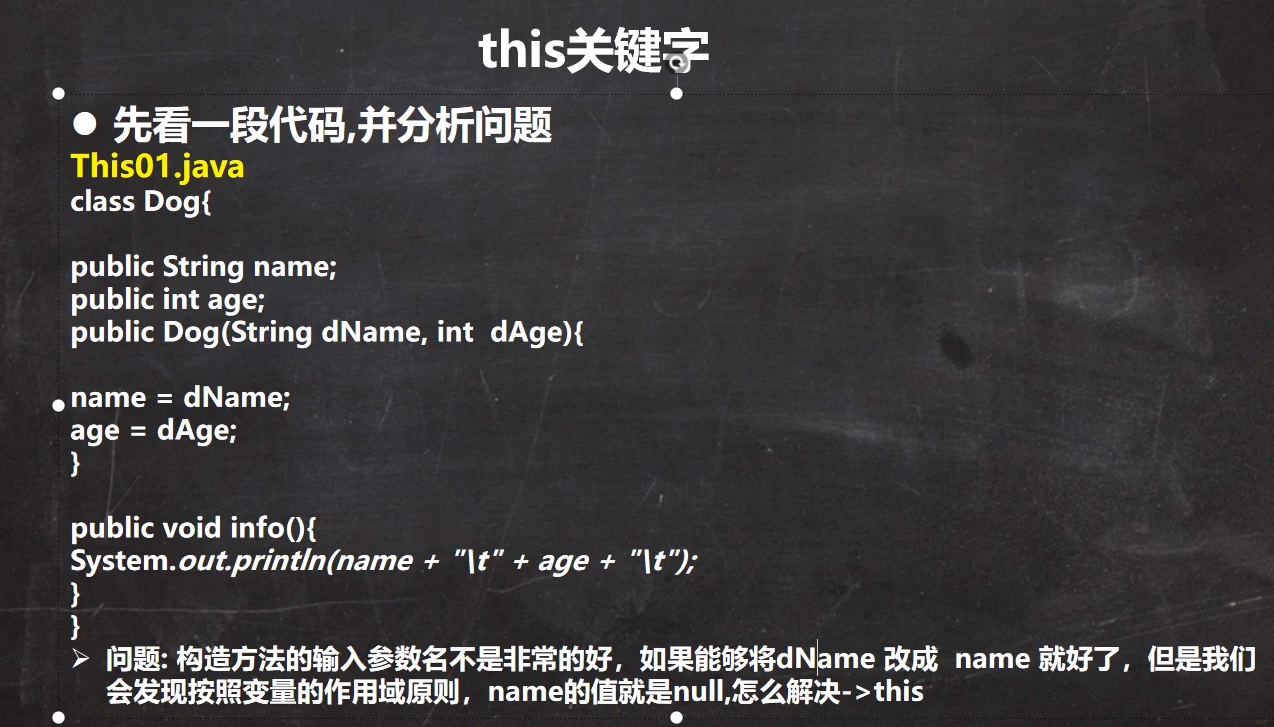 this关键字
● 先看一段代码,并分析问题
This01.java
class Dog{
public String name;
public int age;
public Dog(String dName, int  dAge){
name = dName;
age = dAge;
}
public void info(){
System.out.println(name + "\t" + age + "\t");
}
}
➢ 问题: 构造方法的输入参数名不是非常的好，如果能够将dName 改成  name 就好了，但是我们
会发现按照变量的作用域原则，name的值就是null,怎么解决->this